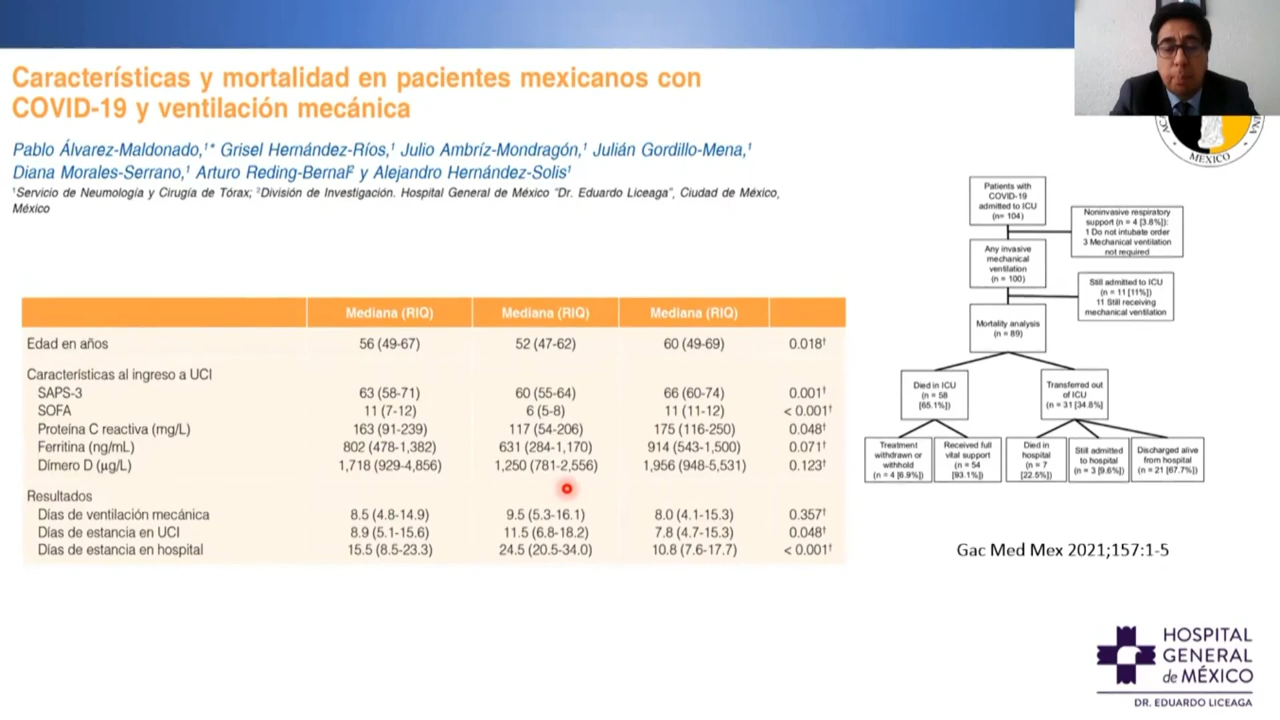 Características y mortalidad en pacientes mexicanos con
COVID-19 y ventilación mecánica
Pablo Álvarez-Maldonado,¹* Grisel Hernández-Ríos,¹ Julio Ambríz-Mondragón,¹ Julián Gordillo-Mena,¹
Diana Morales-Serrano,¹ Arturo Reding-Bernal² y Alejandro Hernández-Solis¹
¹Servicio de Neumología y Cirugía de Tórax; ²División de Investigación. Hospital General de México "Dr. Eduardo Liceaga", Ciudad de México,
México
Mediana (RIQ) Mediana (RIQ) Mediana (RIQ)
Edad en años 56 (49-67) 52 (47-62) 60 (49-69) 0.018†
Características al ingreso a UCI
SAPS-3 63 (58-71) 60 (55-64) 66 (60-74) 0.001†
SOFA 11 (7-12) 6 (5-8) 11 (11-12) < 0.001†
Proteína C reactiva (mg/L) 163 (91-239) 117 (54-206) 175 (116-250) 0.048†
Ferritina (ng/mL) 802 (478-1,382) 631 (284-1,170) 914 (543-1,500) 0.071†
Dímero D (µg/L) 1,718 (929-4,856) 1,250 (781-2,556) 1,956 (948-5,531) 0.123†
Resultados
Días de ventilación mecánica 8.5 (4.8-14.9) 9.5 (5.3-16.1) 8.0 (4.1-15.3) 0.357†
Días de estancia en UCI 8.9 (5.1-15.6) 11.5 (6.8-18.2) 7.8 (4.7-15.3) 0.048†
Días de estancia en hospital 15.5 (8.5-23.3) 24.5 (20.5-34.0) 10.8 (7.6-17.7) < 0.001†
MEXICO
Patients with
COVID-19
admitted to ICU
(n= 104)
Noninvasive respiratory
support (n = 4 [3.8%]):
1 Do not intubate order
3 Mechanical ventilation
not required
Any invasive
mechanical
ventilation
(n = 100)
Still admitted to ICU
(n = 11 [11%])
11 Still receiving
mechanical ventilation
Mortality analysis
(n = 89)
Died in ICU
(n = 58
[65.1%])
Transferred out
of ICU
(n = 31 [34.8%]
Treatment
withdrawn or
withhold
(n = 4 [6.9%])
Received full
vital support
(n = 54
[93.1%])
Died in
hospital
(n = 7
[22.5%])
Still admitted
to hospital
(n = 3 [9.6%])
Discharged alive
from hospital
(n = 21 [67.7%])
Gac Med Mex 2021;157:1-5
HOSPITAL
GENERAL
de MÉXICO
DR. EDUARDO LICEAGA